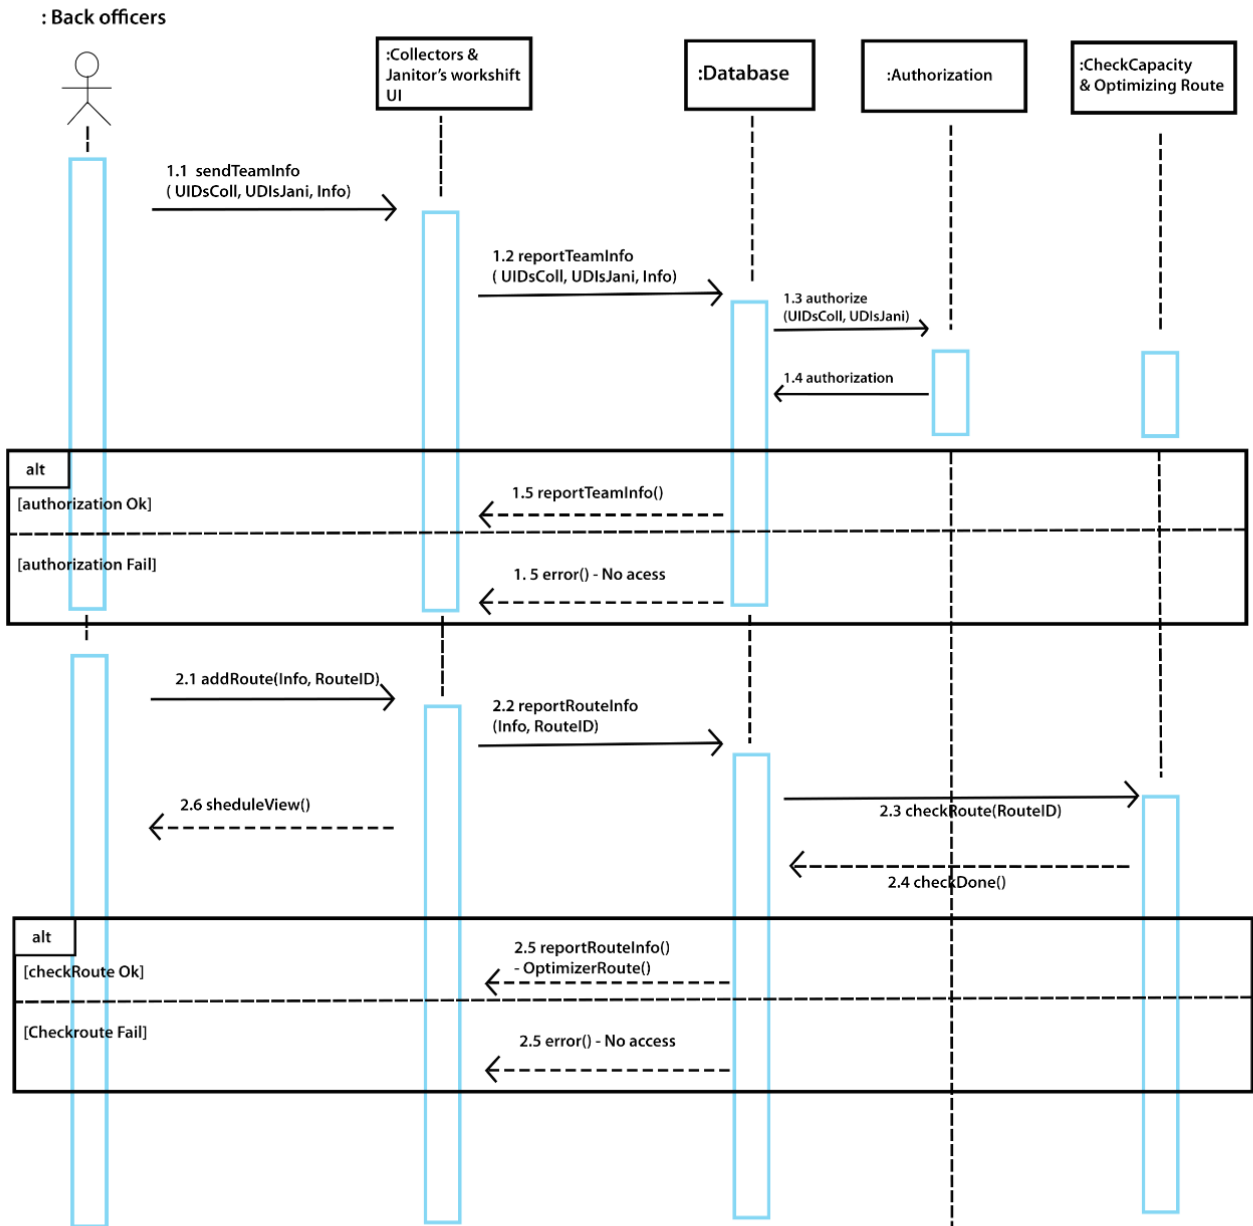 : Back officers
:Collectors &
Janitor's workshift
UI
:Database
:Authorization
:CheckCapacity
& Optimizing Route
1.1 sendTeamInfo
( UIDsColl, UDIsJani, Info)
1.2 reportTeamInfo
( UIDsColl, UDIsJani, Info)
1.3 authorize
(UIDsColl, UDIsJani)
1.4 authorization
alt
[authorization Ok]
1.5 reportTeamInfo()
[authorization Fail]
1. 5 error() - No acess
2.1 addRoute(Info, RouteID)
2.2 reportRouteInfo
(Info, RouteID)
2.6 sheduleView()
2.3 checkRoute(RouteID)
2.4 checkDone()
alt
[checkRoute Ok]
2.5 reportRouteInfo()
- OptimizerRoute()
[Checkroute Fail]
2.5 error() - No access